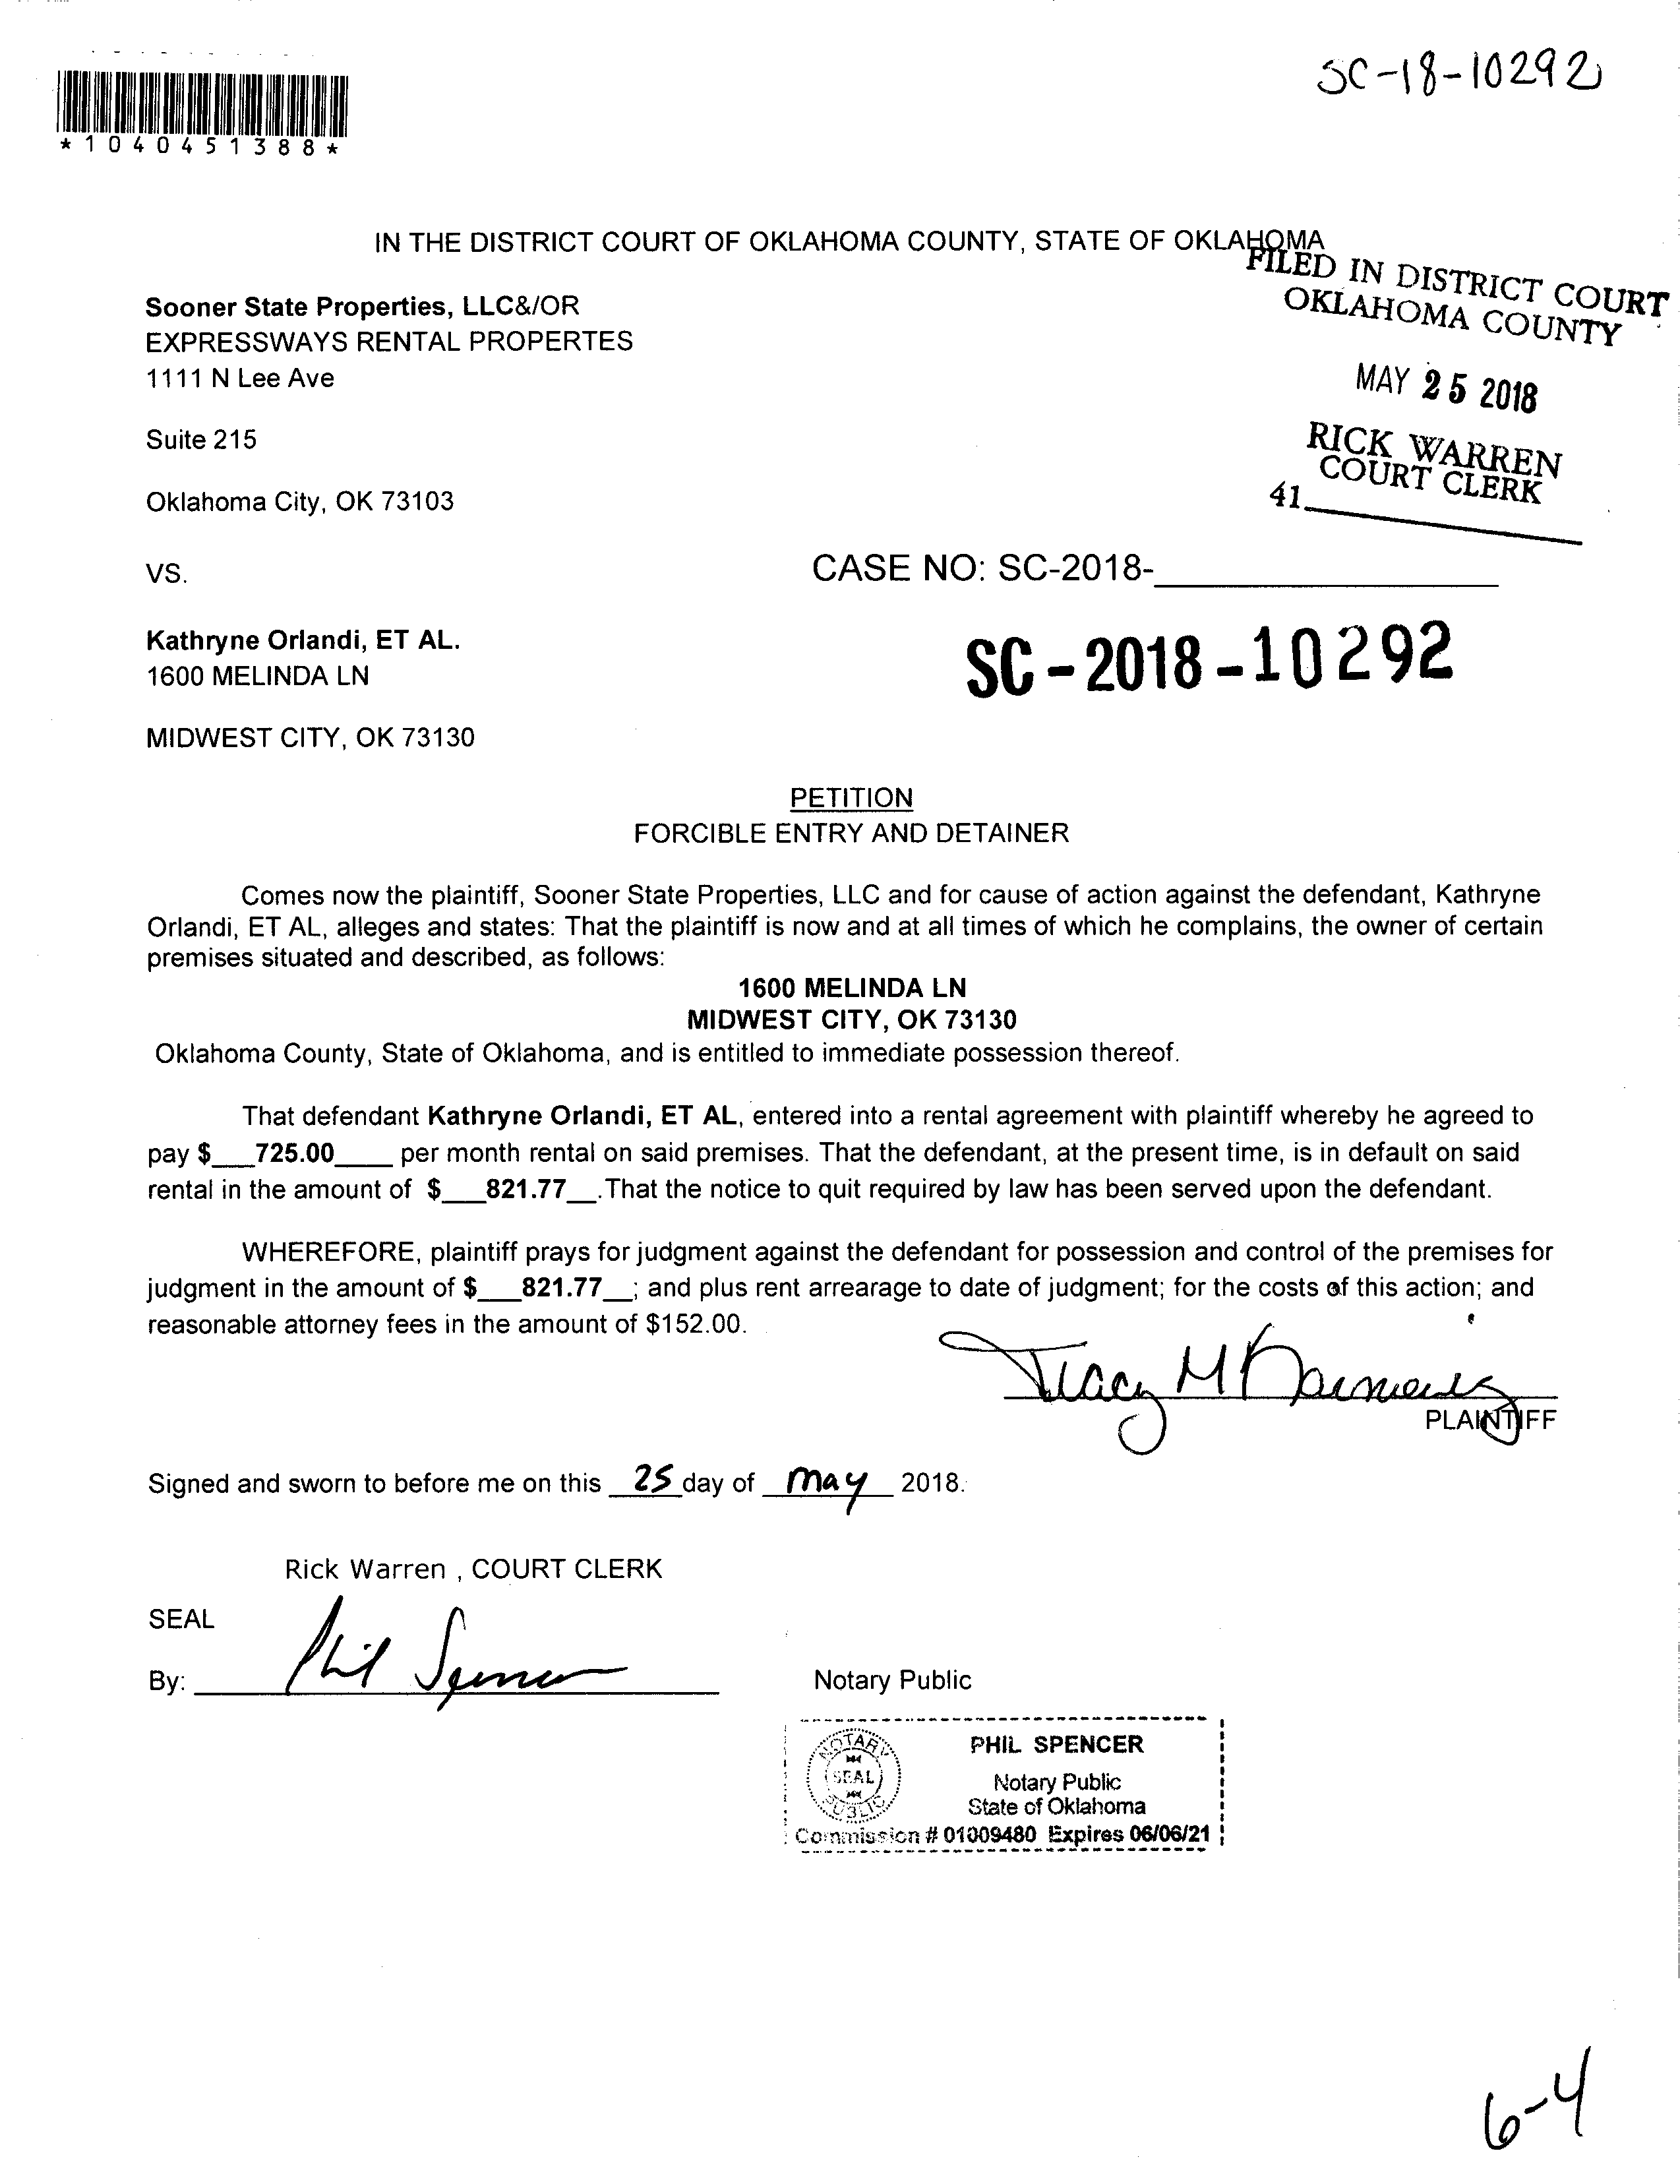 SC-18-10292
*1040451388*
IN THE DISTRICT COURT OF OKLAHOMA COUNTY, STATE OF OKLAHOMA
FILED IN DISTRICT COURT
OKLAHOMA COUNTY
MAY 25 2018
RICK WARREN
COURT CLERK
41
Sooner State Properties, LLC&/OR
EXPRESSWAYS RENTAL PROPERTES
1111 N Lee Ave
Suite 215
Oklahoma City, OK 73103
VS.
CASE NO: SC-2018-____
SC-2018-10292
Kathryne Orlandi, ET AL.
1600 MELINDA LN
MIDWEST CITY, OK 73130
PETITION
FORCIBLE ENTRY AND DETAINER
Comes now the plaintiff, Sooner State Properties, LLC and for cause of action against the defendant, Kathryne
Orlandi, ET AL, alleges and states: That the plaintiff is now and at all times of which he complains, the owner of certain
premises situated and described, as follows:
1600 MELINDA LN
MIDWEST CITY, OK 73130
Oklahoma County, State of Oklahoma, and is entitled to immediate possession thereof.
That defendant Kathryne Orlandi, ET AL, entered into a rental agreement with plaintiff whereby he agreed to
pay $___725.00____ per month rental on said premises. That the defendant, at the present time, is in default on said
rental in the amount of $___821.77__.That the notice to quit required by law has been served upon the defendant.
WHEREFORE, plaintiff prays for judgment against the defendant for possession and control of the premises for
judgment in the amount of $___821.77__; and plus rent arrearage to date of judgment; for the costs of this action; and
reasonable attorney fees in the amount of $152.00.
Tracy M
PLAINTIFF
Signed and sworn to before me on this 25 day of May 2018.
Rick Warren , COURT CLERK
SEAL
By: Phil Spencer
Notary Public
NOTARY
SEAL
PUBLIC
PHIL SPENCER
Notary Public
State of Oklahoma
Commission # 01009480 Expires 06/06/21
6-4